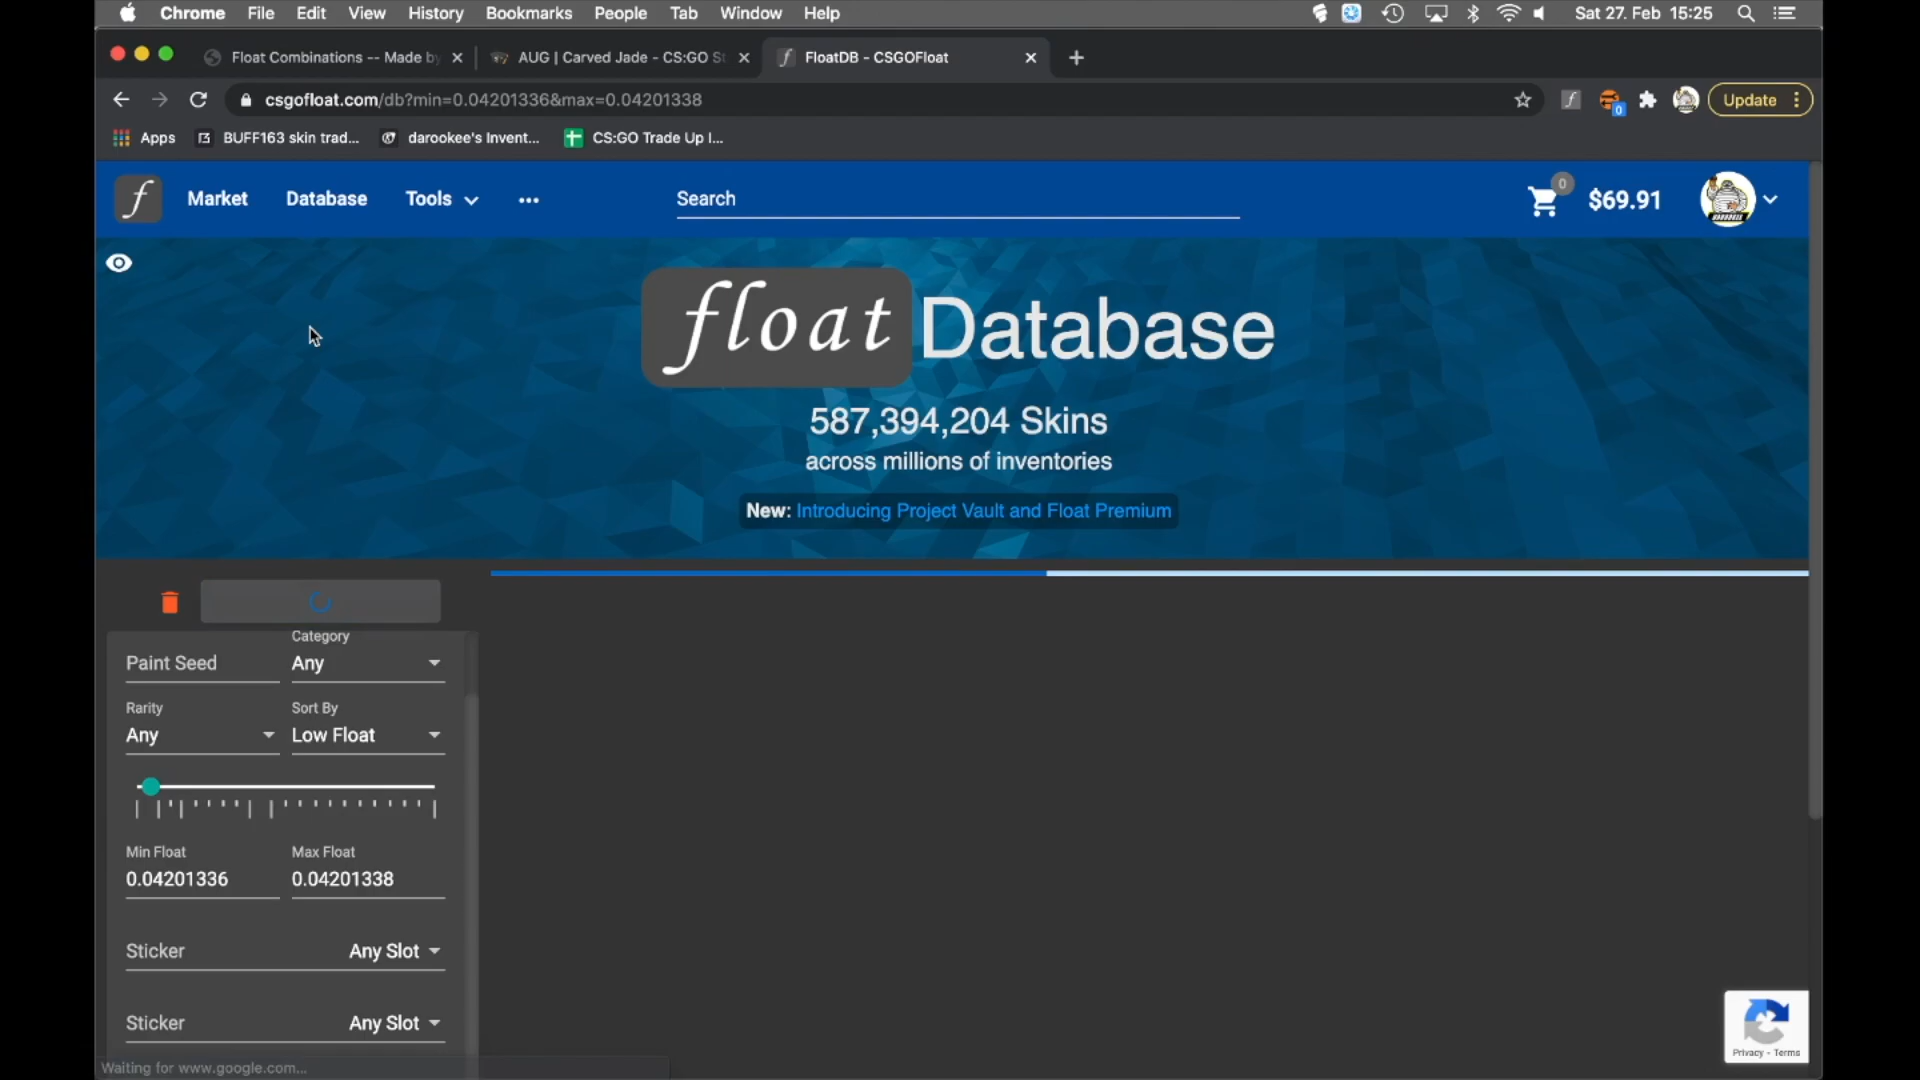 Chrome File Edit View History Bookmarks People Tab Window Help
Sat 27. Feb 15:25
Float Combinations -- Made by
AUG | Carved Jade - CS:GO St
FloatDB - CSGOFloat
csgofloat.com/db?min=0.04201336&max=0.04201338
0
Update
Apps
BUFF163 skin trad...
darookee's Invent...
CS:GO Trade Up I...
f Market Database Tools
Search
0
$69.91
float Database
587,394,204 Skins
across millions of inventories
New: Introducing Project Vault and Float Premium
Category
Paint Seed Any
Rarity Sort By
Any Low Float
Min Float Max Float
0.04201336 0.04201338
Sticker Any Slot
Sticker Any Slot
Privacy - Terms
Waiting for www.google.com...